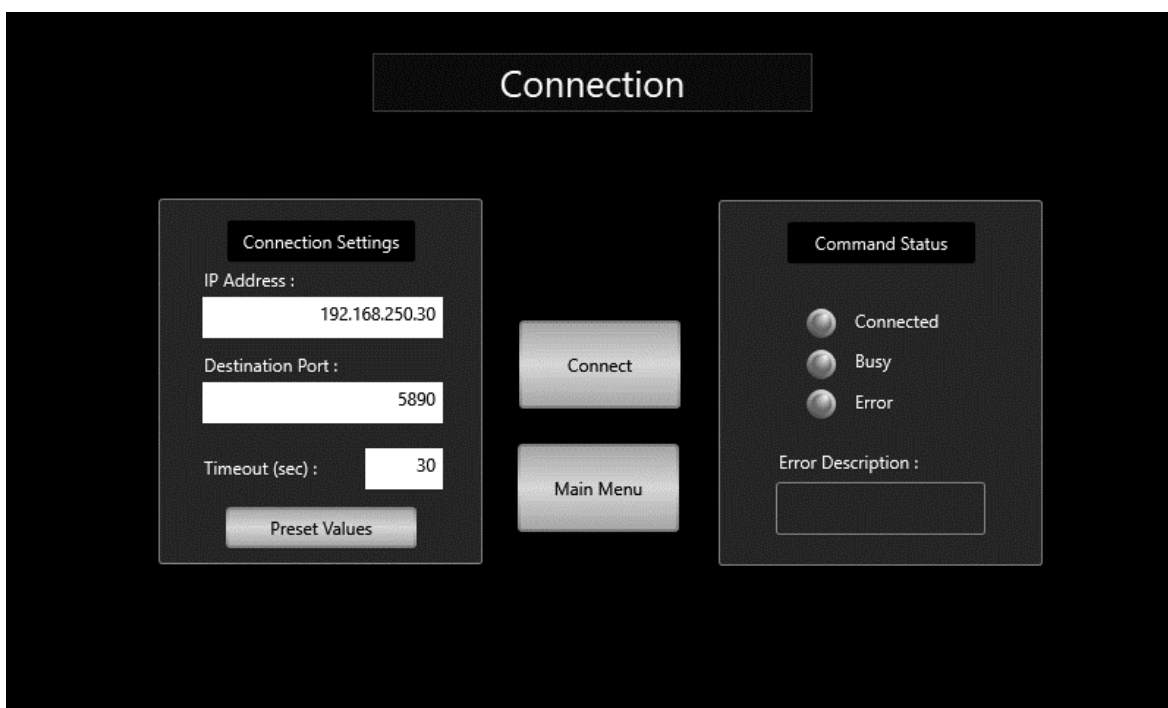 Connection
Connection Settings
IP Address :
192.168.250.30
Destination Port :
5890
Timeout (sec) :
30
Preset Values
Connect
Main Menu
Command Status
Connected
Busy
Error
Error Description :